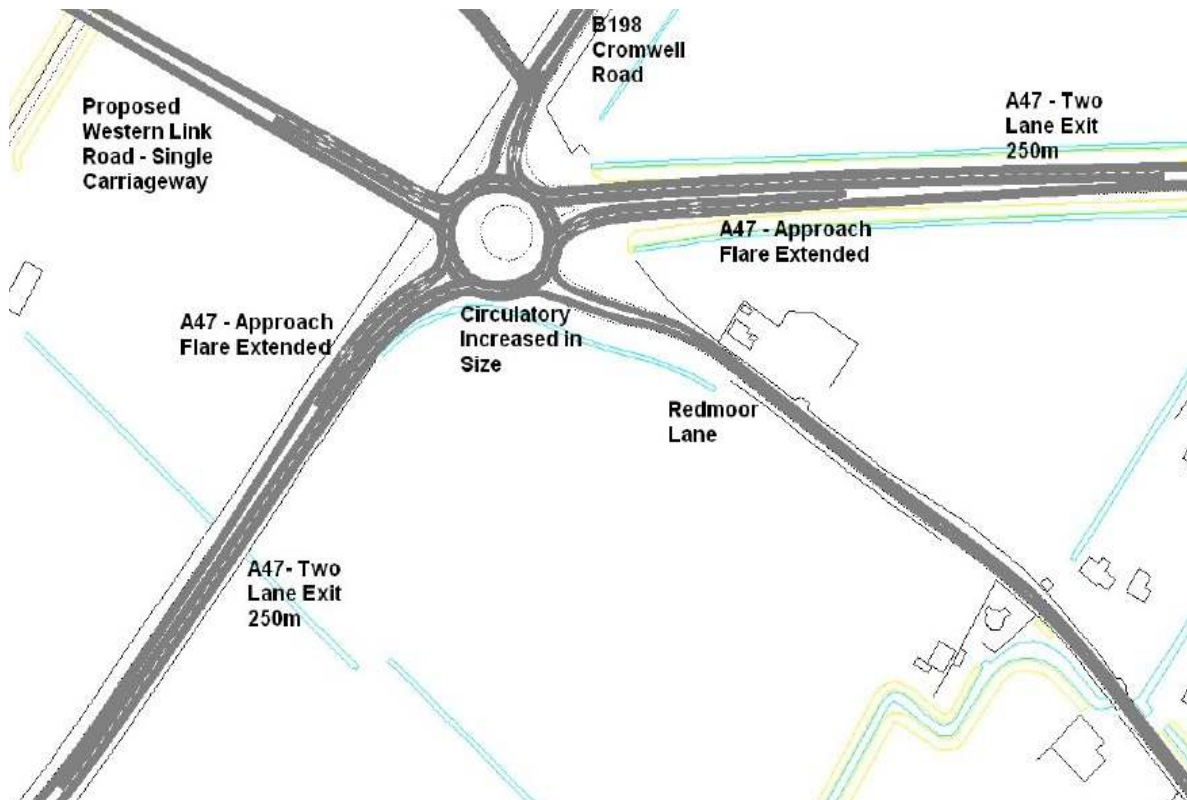 B198
Cromwell
Road
Proposed
Western Link
Road - Single
Carriageway
A47 - Two
Lane Exit
250m
A47 - Approach
Flare Extended
A47 - Approach
Flare Extended
Circulatory
Increased in
Size
Redmoor
Lane
A47- Two
Lane Exit
250m